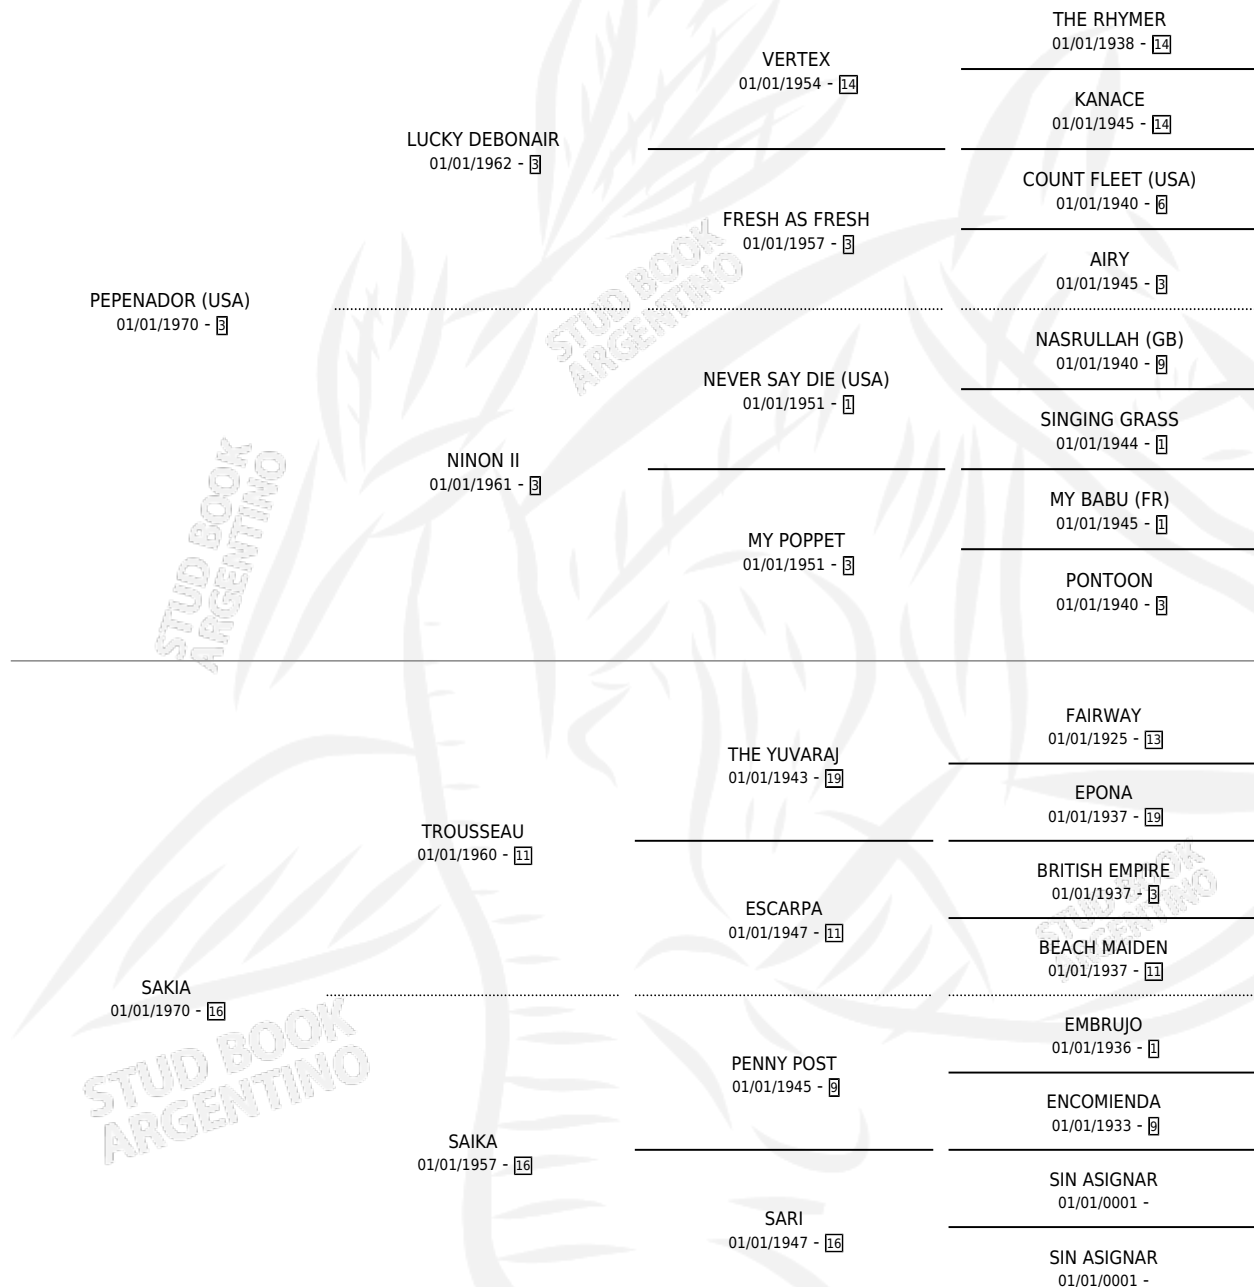 THE RHYMER
01/01/1938 - 14
VERTEX
01/01/1954 - 14
KANACE
01/01/1945 - 14
LUCKY DEBONAIR
01/01/1962 - 3
COUNT FLEET (USA)
01/01/1940 - 6
FRESH AS FRESH
01/01/1957 - 3
AIRY
01/01/1945 - 3
PEPENADOR (USA)
01/01/1970 - 3
NASRULLAH (GB)
01/01/1940 - 9
NEVER SAY DIE (USA)
01/01/1951 - 1
SINGING GRASS
01/01/1944 - 1
NINON II
01/01/1961 - 3
MY BABU (FR)
01/01/1945 - 1
MY POPPET
01/01/1951 - 3
PONTOON
01/01/1940 - 3
FAIRWAY
01/01/1925 - 13
THE YUVARAJ
01/01/1943 - 19
EPONA
01/01/1937 - 19
TROUSSEAU
01/01/1960 - 11
BRITISH EMPIRE
01/01/1937 - 3
ESCARPA
01/01/1947 - 11
BEACH MAIDEN
01/01/1937 - 11
SAKIA
01/01/1970 - 16
EMBRUJO
01/01/1936 - 1
PENNY POST
01/01/1945 - 9
ENCOMIENDA
01/01/1933 - 9
SAIKA
01/01/1957 - 16
SIN ASIGNAR
01/01/0001 -
SARI
01/01/1947 - 16
SIN ASIGNAR
01/01/0001 -
STUD BOOK
ARGENTINO
STUD BOOK
ARGENTINO
STUD BOOK
ARGENTINO
STUD BOOK
ARGENTINO